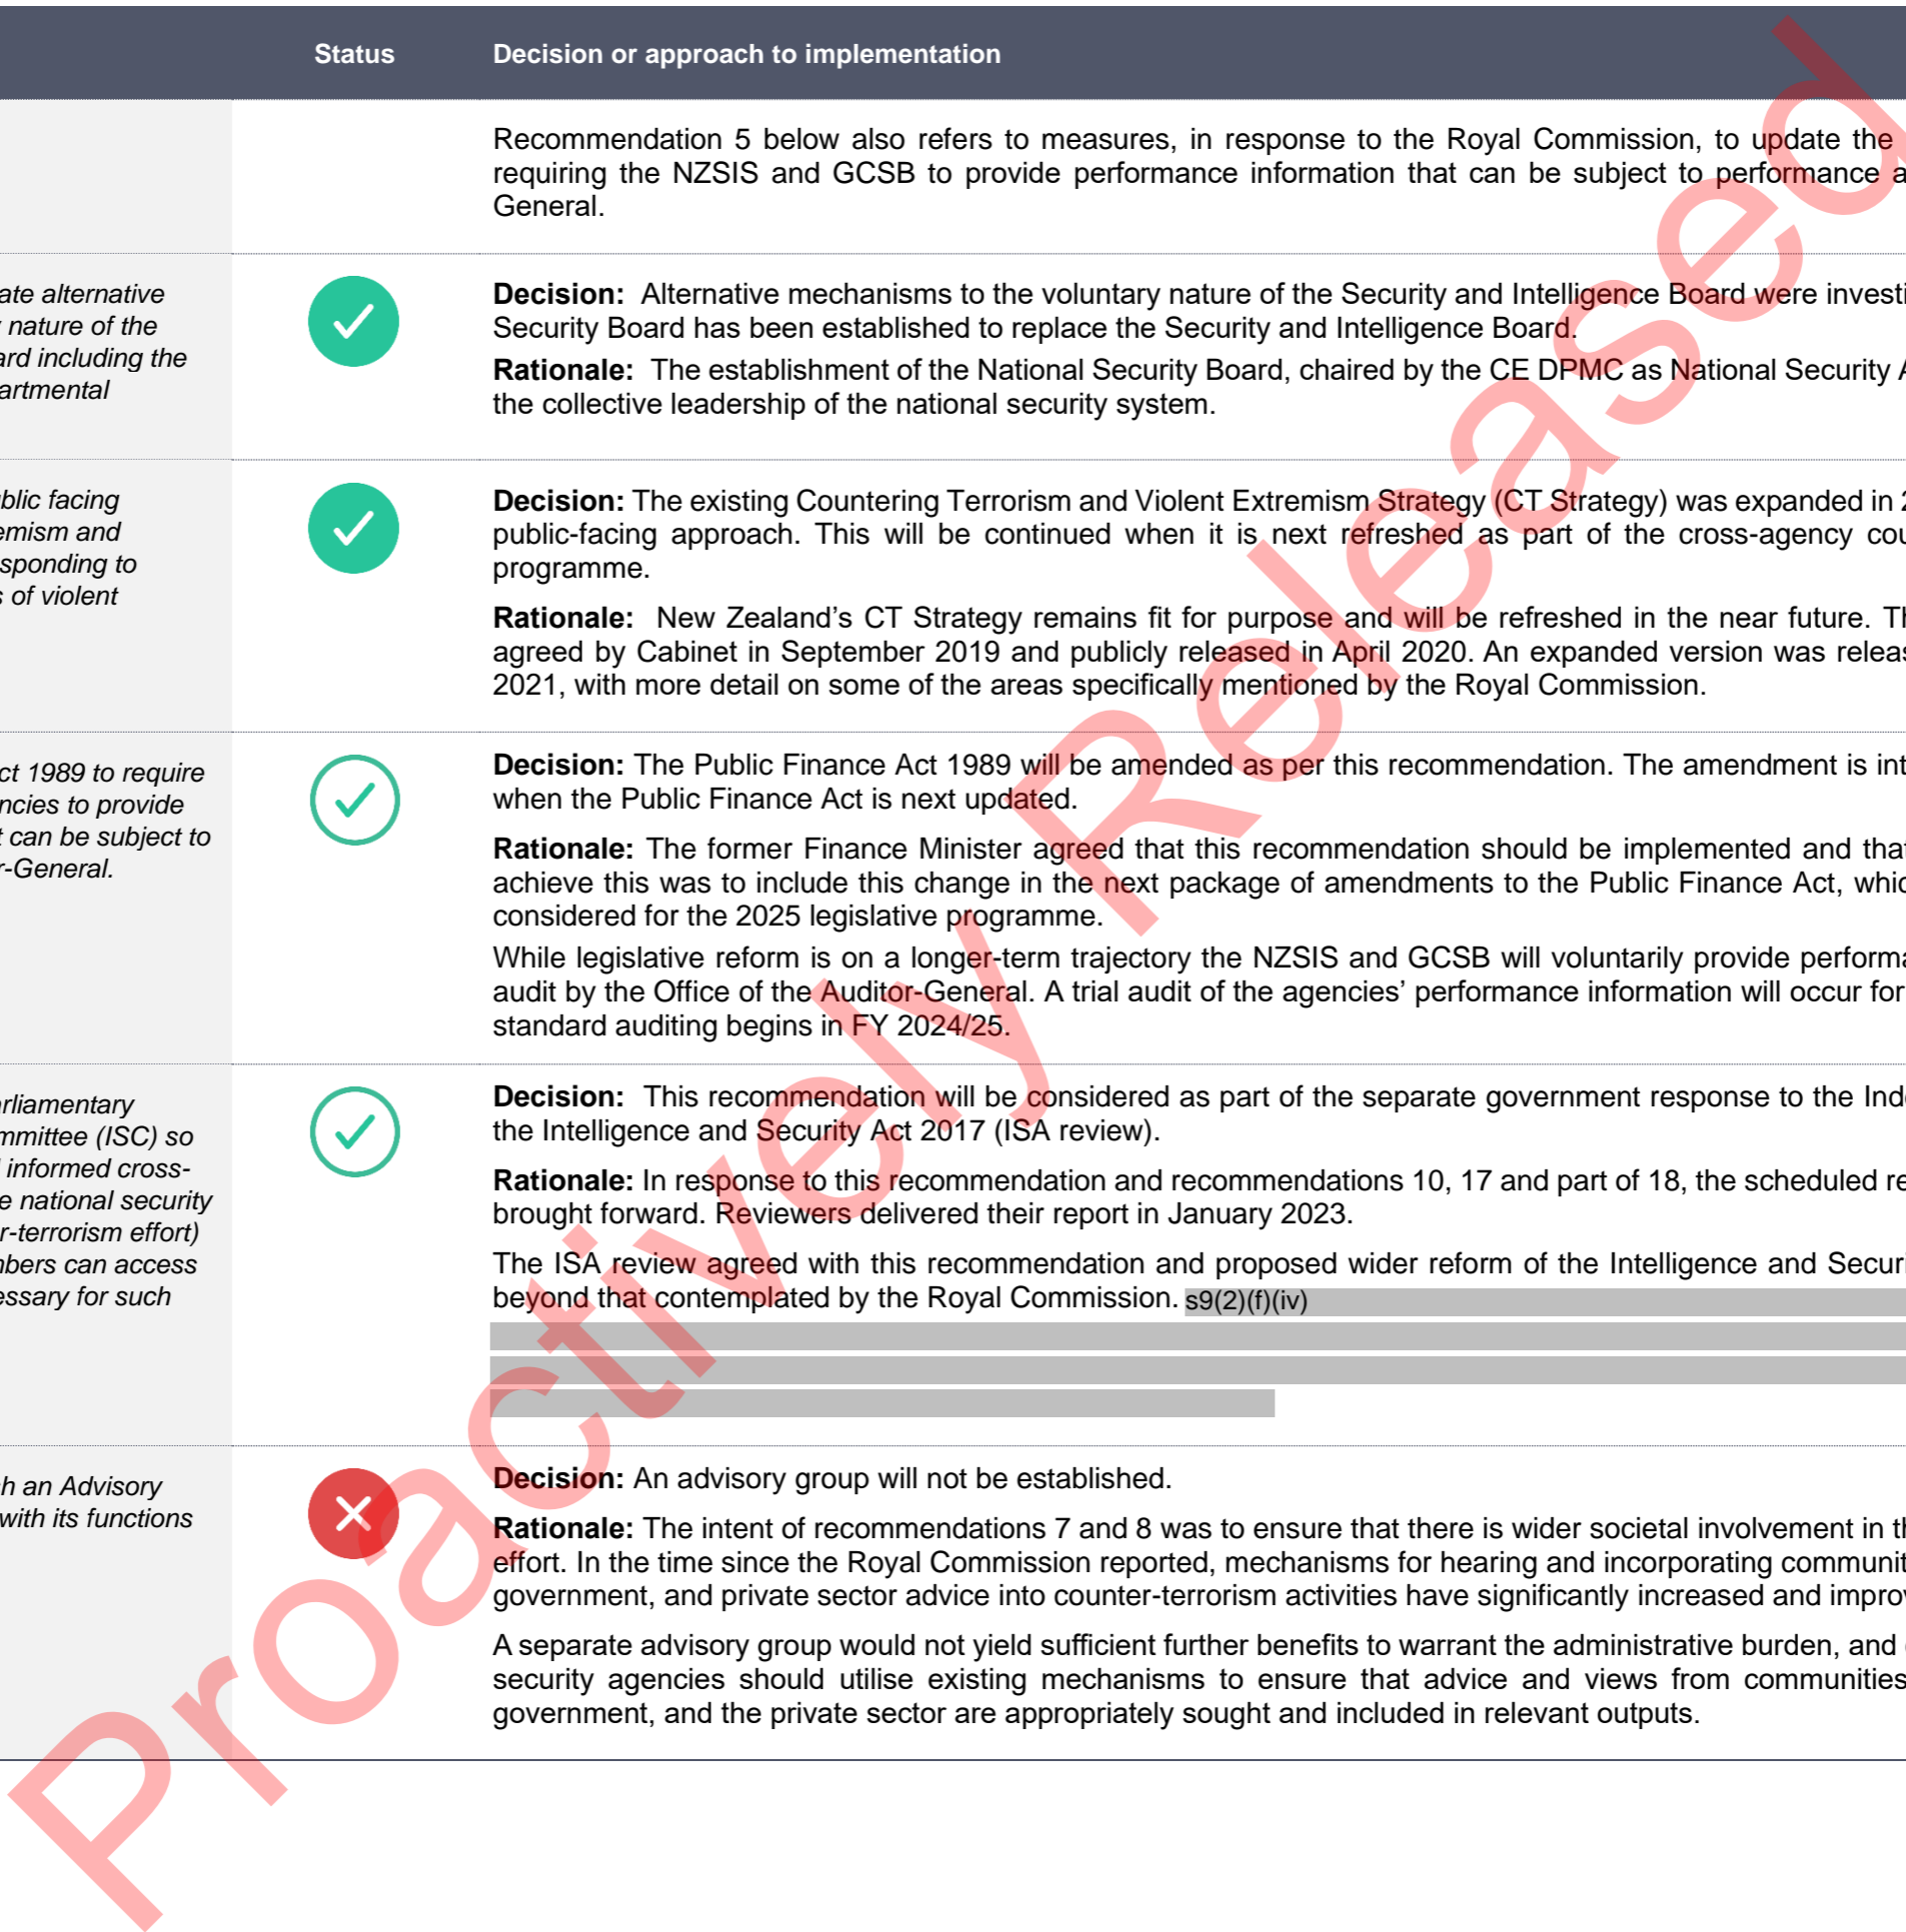 Status Decision or approach to implementation
Recommendation 5 below also refers to measures, in response to the Royal Commission, to update the
requiring the NZSIS and GCSB to provide performance information that can be subject to performance a
General.
ate alternative
nature of the
ard including the
partmental
Decision: Alternative mechanisms to the voluntary nature of the Security and Intelligence Board were investi
Security Board has been established to replace the Security and Intelligence Board.
Rationale: The establishment of the National Security Board, chaired by the CE DPMC as National Security A
the collective leadership of the national security system.
blic facing
emism and
sponding to
s of violent
Decision: The existing Countering Terrorism and Violent Extremism Strategy (CT Strategy) was expanded in 2
public-facing approach. This will be continued when it is next refreshed as part of the cross-agency cou
programme.
Rationale: New Zealand's CT Strategy remains fit for purpose and will be refreshed in the near future. Th
agreed by Cabinet in September 2019 and publicly released in April 2020. An expanded version was releas
2021, with more detail on some of the areas specifically mentioned by the Royal Commission.
ct 1989 to require
ncies to provide
t can be subject to
r-General.
Decision: The Public Finance Act 1989 will be amended as per this recommendation. The amendment is int
when the Public Finance Act is next updated.
Rationale: The former Finance Minister agreed that this recommendation should be implemented and that
achieve this was to include this change in the next package of amendments to the Public Finance Act, whic
considered for the 2025 legislative programme.
While legislative reform is on a longer-term trajectory the NZSIS and GCSB will voluntarily provide performa
audit by the Office of the Auditor-General. A trial audit of the agencies' performance information will occur for
standard auditing begins in FY 2024/25.
arliamentary
mmittee (ISC) so
informed cross-
e national security
r-terrorism effort)
nbers can access
essary for such
Decision: This recommendation will be considered as part of the separate government response to the Ind
the Intelligence and Security Act 2017 (ISA review).
Rationale: In response to this recommendation and recommendations 10, 17 and part of 18, the scheduled re
brought forward. Reviewers delivered their report in January 2023.
The ISA review agreed with this recommendation and proposed wider reform of the Intelligence and Securi
beyond that contemplated by the Royal Commission. s9(2)(f)(iv)
h an Advisory
with its functions
Decision: An advisory group will not be established.
Rationale: The intent of recommendations 7 and 8 was to ensure that there is wider societal involvement in th
effort. In the time since the Royal Commission reported, mechanisms for hearing and incorporating communit
government, and private sector advice into counter-terrorism activities have significantly increased and improv
A separate advisory group would not yield sufficient further benefits to warrant the administrative burden, and
security agencies should utilise existing mechanisms to ensure that advice and views from communities
government, and the private sector are appropriately sought and included in relevant outputs.
Proactively Released